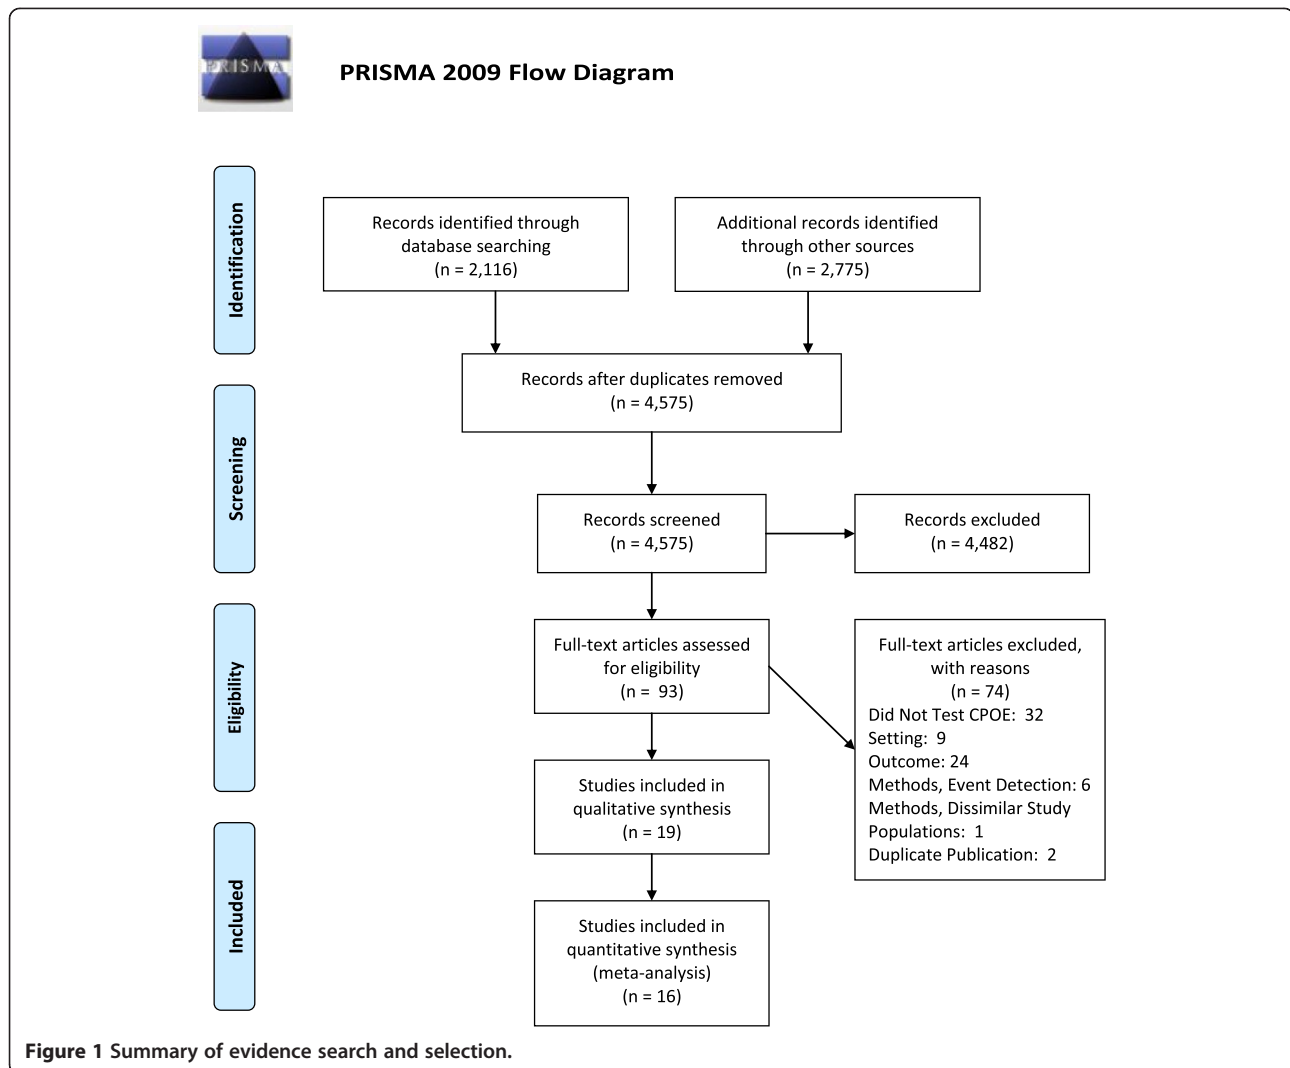 PRISMA
PRISMA 2009 Flow Diagram
Identification
Records identified through
database searching
(n = 2,116)
Additional records identified
through other sources
(n = 2,775)
Records after duplicates removed
(n = 4,575)
Screening
Records screened
(n = 4,575)
Records excluded
(n = 4,482)
Eligibility
Full-text articles assessed
for eligibility
(n = 93)
Full-text articles excluded,
with reasons
(n = 74)
Did Not Test CPOE: 32
Setting: 9
Outcome: 24
Methods, Event Detection: 6
Methods, Dissimilar Study
Populations: 1
Duplicate Publication: 2
Studies included in
qualitative synthesis
(n = 19)
Included
Studies included in
quantitative synthesis
(meta-analysis)
(n = 16)
Figure 1 Summary of evidence search and selection.